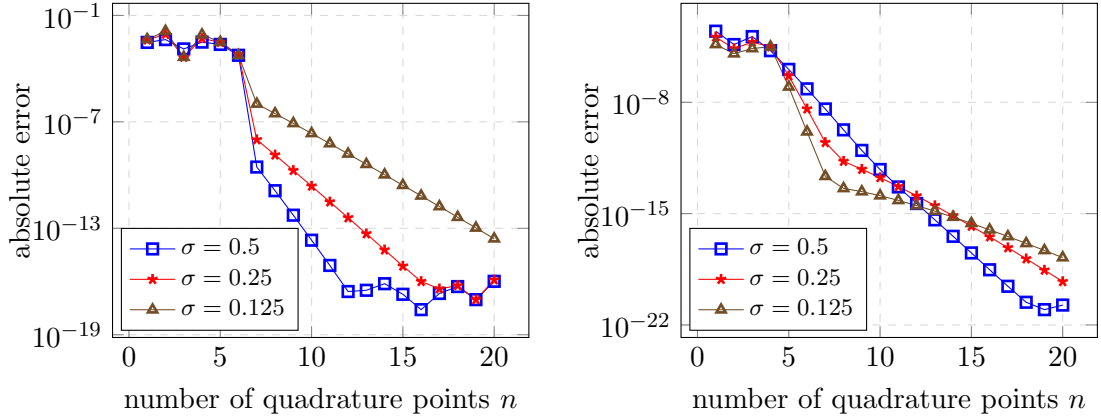 10^{-1}
10^{-7}
10^{-13}
10^{-19}
absolute error
σ = 0.5
σ = 0.25
σ = 0.125
0 5 10 15 20
number of quadrature points n
10^{-8}
10^{-15}
10^{-22}
absolute error
σ = 0.5
σ = 0.25
σ = 0.125
0 5 10 15 20
number of quadrature points n